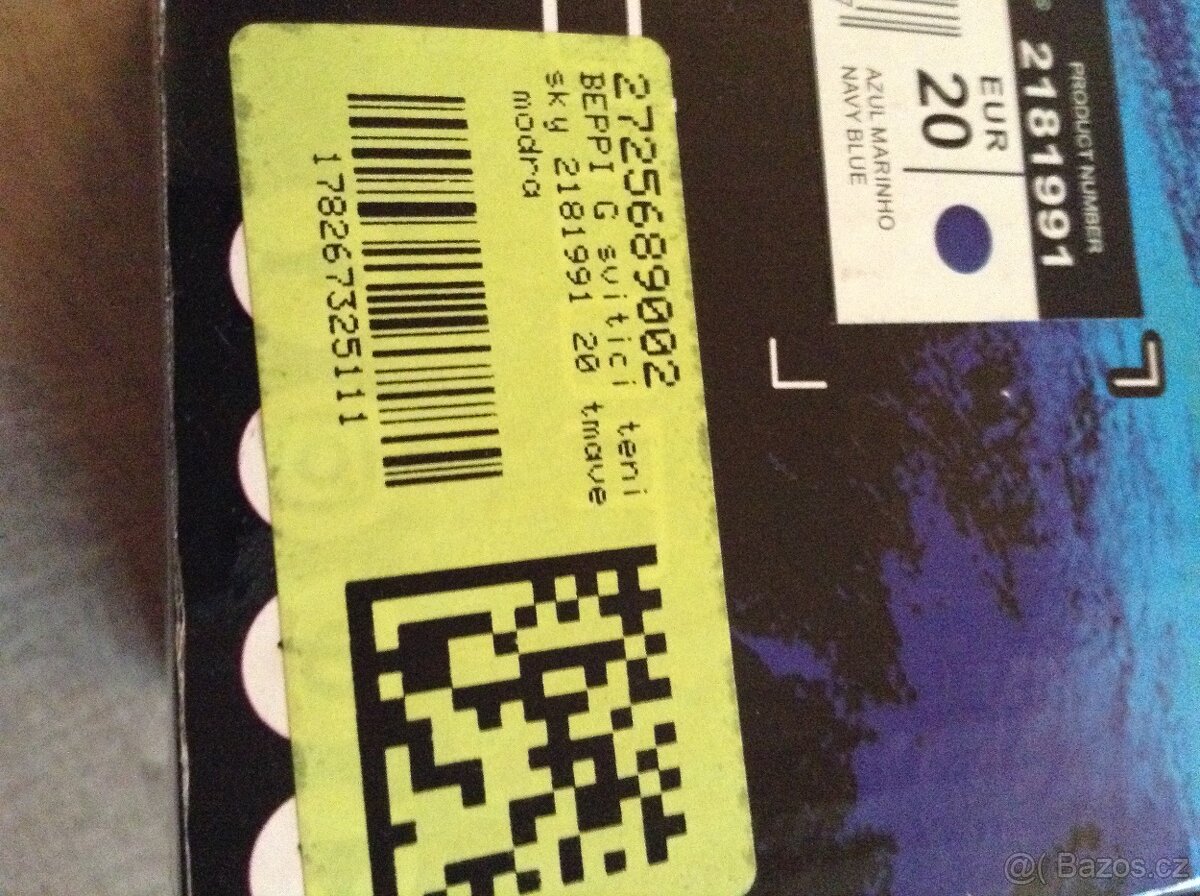 2725689002
BEPPI G svitici teni
sky 2181991 20 tmave
modra
1782673251111
PRODUCT NUMBER
2181991
EUR
20
AZUL MARINHO
NAVY BLUE
@( Bazos.cz